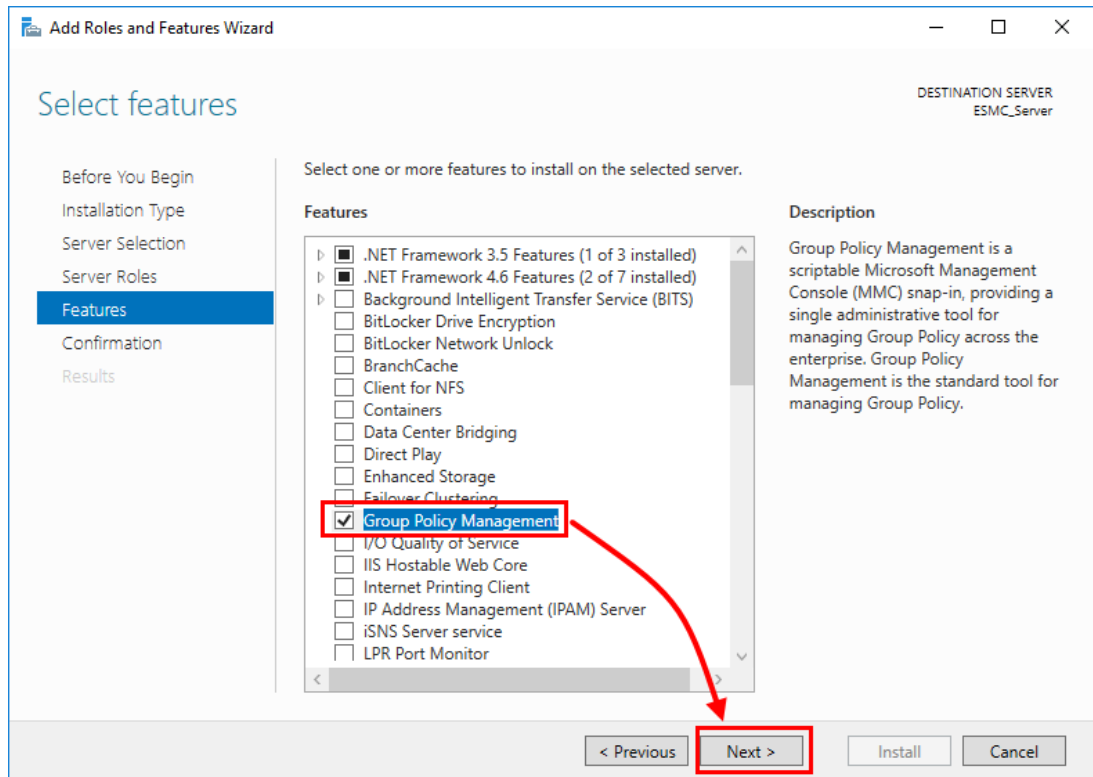 Add Roles and Features Wizard
Select features
DESTINATION SERVER
ESMC_Server
Before You Begin
Installation Type
Server Selection
Server Roles
Features
Confirmation
Results
Select one or more features to install on the selected server.
Features
.NET Framework 3.5 Features (1 of 3 installed)
.NET Framework 4.6 Features (2 of 7 installed)
Background Intelligent Transfer Service (BITS)
BitLocker Drive Encryption
BitLocker Network Unlock
BranchCache
Client for NFS
Containers
Data Center Bridging
Direct Play
Enhanced Storage
Failover Clustering
Group Policy Management
I/O Quality of Service
IIS Hostable Web Core
Internet Printing Client
IP Address Management (IPAM) Server
iSNS Server service
LPR Port Monitor
Description
Group Policy Management is a
scriptable Microsoft Management
Console (MMC) snap-in, providing a
single administrative tool for
managing Group Policy across the
enterprise. Group Policy
Management is the standard tool for
managing Group Policy.
< Previous
Next >
Install
Cancel